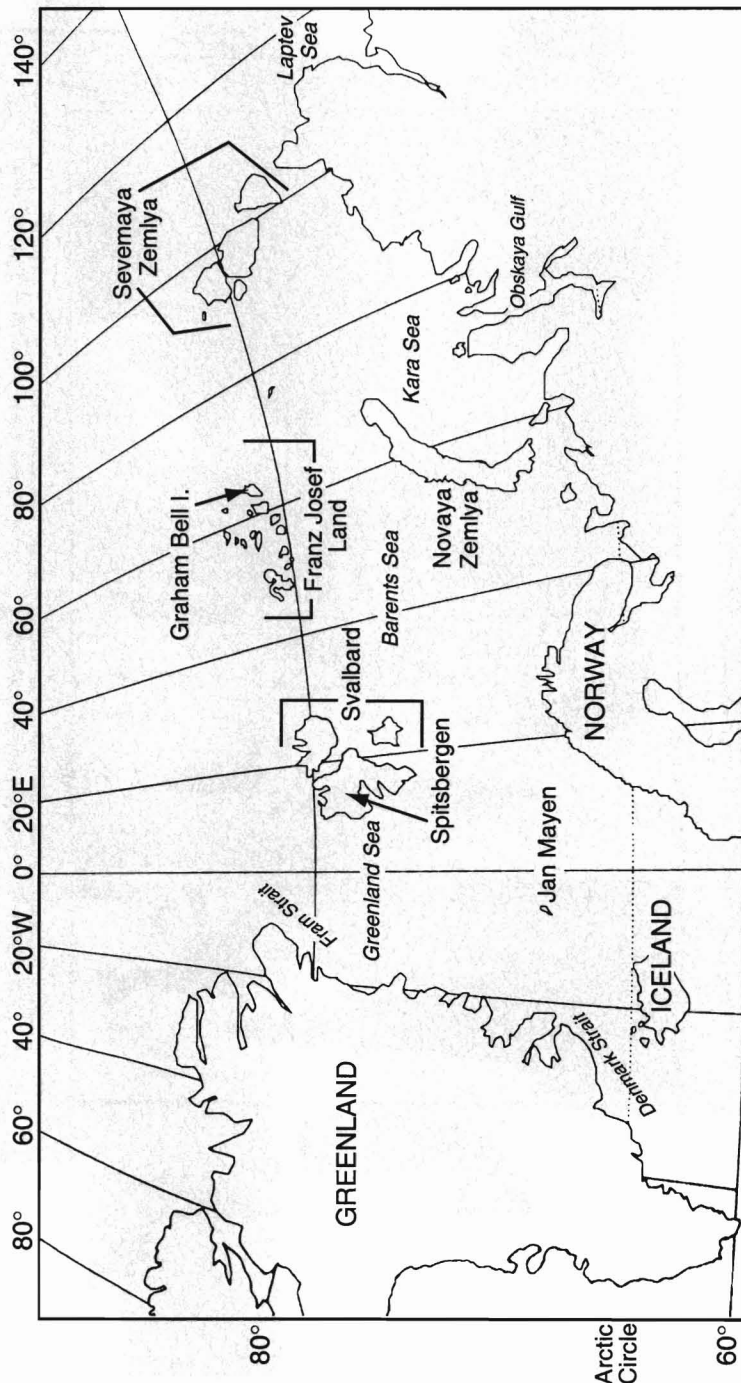 80°
60°
40°
20°W
0°
20°E
40°
60°
80°
100°
120°
140°
80°
Arctic
Circle
60°
GREENLAND
Fram Strait
Greenland Sea
Denmark Strait
ICELAND
Jan Mayen
Spitsbergen
Svalbard
NORWAY
Barents Sea
Franz Josef
Land
Graham Bell I.
Novaya
Zemlya
Kara Sea
Obskaya Gulf
Severnaya
Zemlya
Laptev
Sea